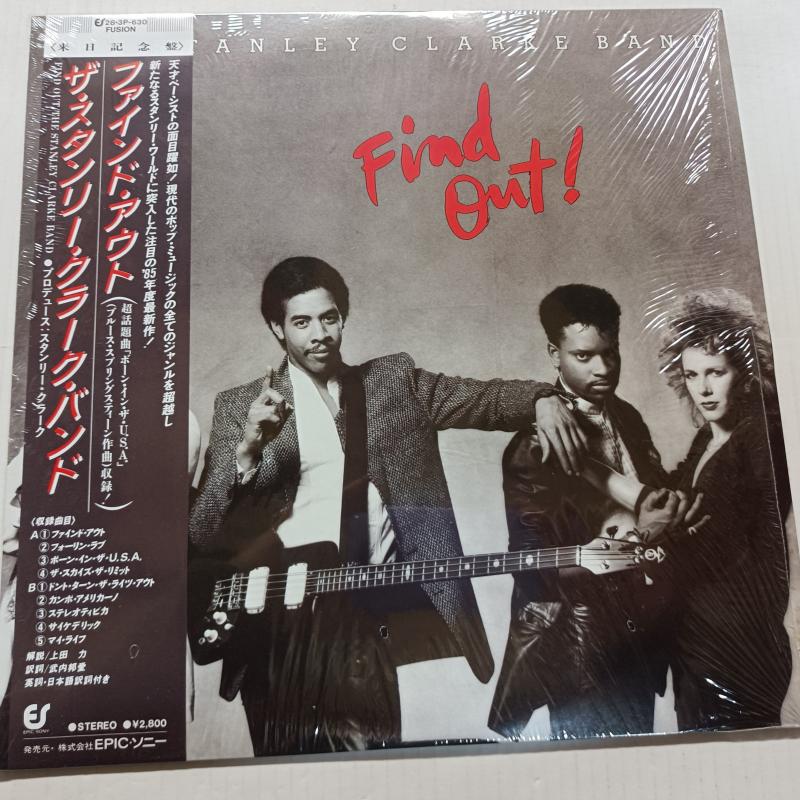 ES 28·3P-630
FUSION
〈来日記念盤〉
STANLEY CLARKE BAND
Find
Out!
天才ベーシストの面目躍如!現代のポップ・ミュージックの全てのジャンルを超越し
新たなるスタンリー・ワールドに突入した注目の'85年度最新作!
ファインド・アウト
(超話題曲「ボーン・イン・ザ・U.S.A.」
(ブルース・スプリングスティーン作曲)収録!)
ザ・スタンリー・クラーク・バンド
FIND OUT/THE STANLEY CLARKE BAND ●プロデュース:スタンリー・クラーク
〈収録曲目〉
A①ファインド・アウト
②フォーリン・ラブ
③ボーン・イン・ザ・U.S.A.
④ザ・スカイズ・ザ・リミット
B①ドント・ターン・ザ・ライツ・アウト
②カンポ・アメリカーノ
③ステレオティピカ
④サイケデリック
⑤マイ・ライフ
解説/上田 力
訳詞/武内邦愛
英詞・日本語訳詞付き
ES
EPIC/SONY
●STEREO ●¥2,800
発売元・株式会社EPIC・ソニー